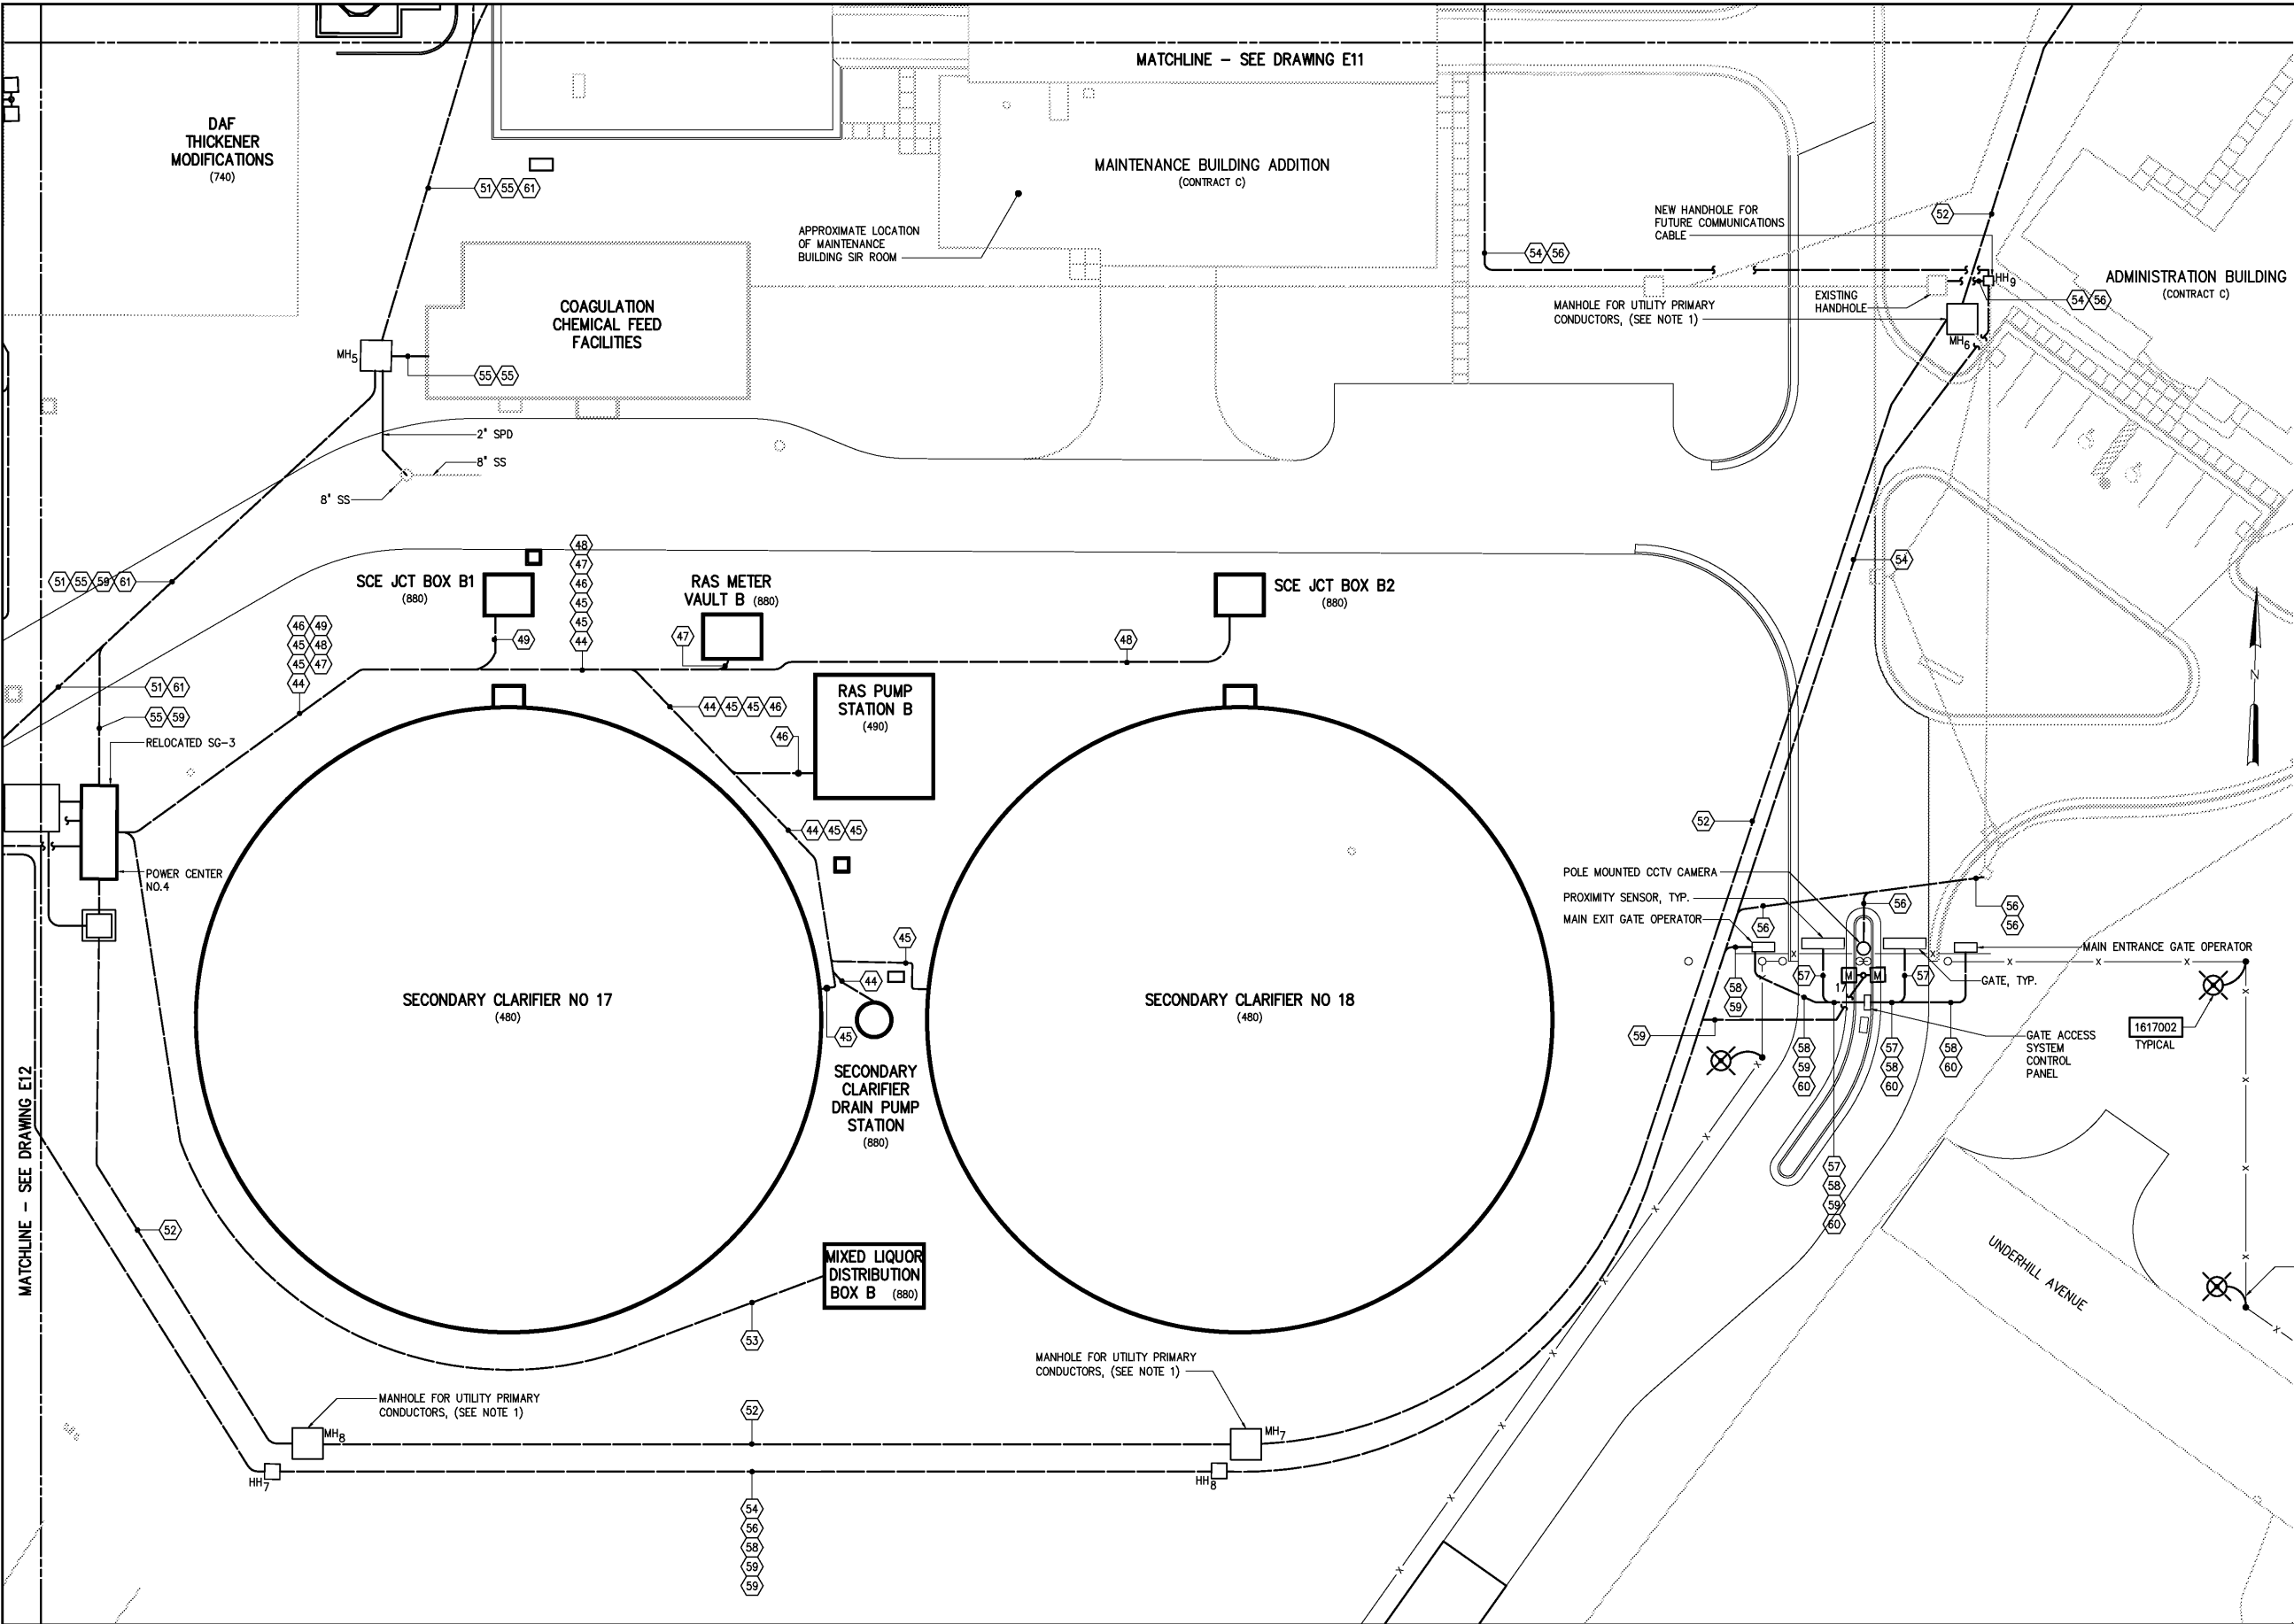 MATCHLINE - SEE DRAWING E11
DAF
THICKENER
MODIFICATIONS
(740)
51 55 61
MAINTENANCE BUILDING ADDITION
(CONTRACT C)
APPROXIMATE LOCATION
OF MAINTENANCE
BUILDING SIR ROOM
NEW HANDHOLE FOR
FUTURE COMMUNICATIONS
CABLE
52
54 56
HH9
ADMINISTRATION BUILDING
(CONTRACT C)
54 56
EXISTING
HANDHOLE
MANHOLE FOR UTILITY PRIMARY
CONDUCTORS, (SEE NOTE 1)
MH6
COAGULATION
CHEMICAL FEED
FACILITIES
MH5
55 55
2" SPD
8" SS
8" SS
51 55 59 61
SCE JCT BOX B1
(880)
49
48
47
46
45
45
44
RAS METER
VAULT B (880)
47
48
SCE JCT BOX B2
(880)
54
46 49
45 48
45 47
44
51 61
55 59
RELOCATED SG-3
44 45 45 46
46
RAS PUMP
STATION B
(490)
N
44 45 45
52
POWER CENTER
NO.4
POLE MOUNTED CCTV CAMERA
PROXIMITY SENSOR, TYP.
MAIN EXIT GATE OPERATOR
56
56
56
56
MAIN ENTRANCE GATE OPERATOR
GATE, TYP.
57
M
M
57
17
58
59
59
58
59
60
57
58
60
58
60
GATE ACCESS
SYSTEM
CONTROL
PANEL
1617002
TYPICAL
57
58
59
60
45
44
45
SECONDARY CLARIFIER NO 17
(480)
SECONDARY
CLARIFIER
DRAIN PUMP
STATION
(880)
SECONDARY CLARIFIER NO 18
(480)
MATCHLINE - SEE DRAWING E12
52
MIXED LIQUOR
DISTRIBUTION
BOX B (880)
53
UNDERHILL AVENUE
MANHOLE FOR UTILITY PRIMARY
CONDUCTORS, (SEE NOTE 1)
MANHOLE FOR UTILITY PRIMARY
CONDUCTORS, (SEE NOTE 1)
52
MH8
MH7
HH7
HH8
54
56
58
59
59